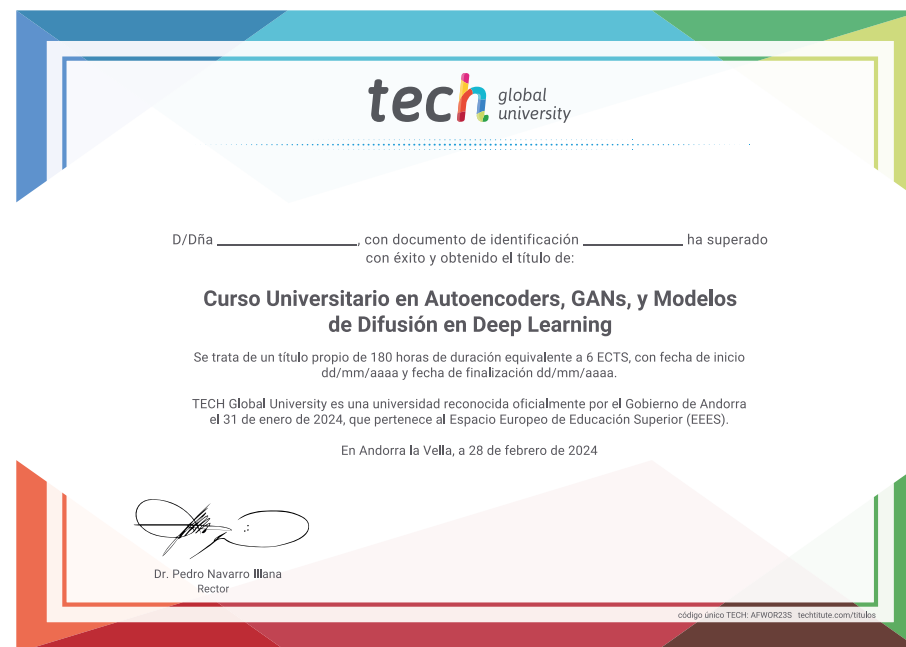 tech global university
D/Dña ____________________, con documento de identificación ______________ ha superado
con éxito y obtenido el título de:
Curso Universitario en Autoencoders, GANs, y Modelos
de Difusión en Deep Learning
Se trata de un título propio de 180 horas de duración equivalente a 6 ECTS, con fecha de inicio
dd/mm/aaaa y fecha de finalización dd/mm/aaaa.
TECH Global University es una universidad reconocida oficialmente por el Gobierno de Andorra
el 31 de enero de 2024, que pertenece al Espacio Europeo de Educación Superior (EEES).
En Andorra la Vella, a 28 de febrero de 2024
Dr. Pedro Navarro Illana
Rector
código único TECH: AFWOR23S techtitute.com/titulos